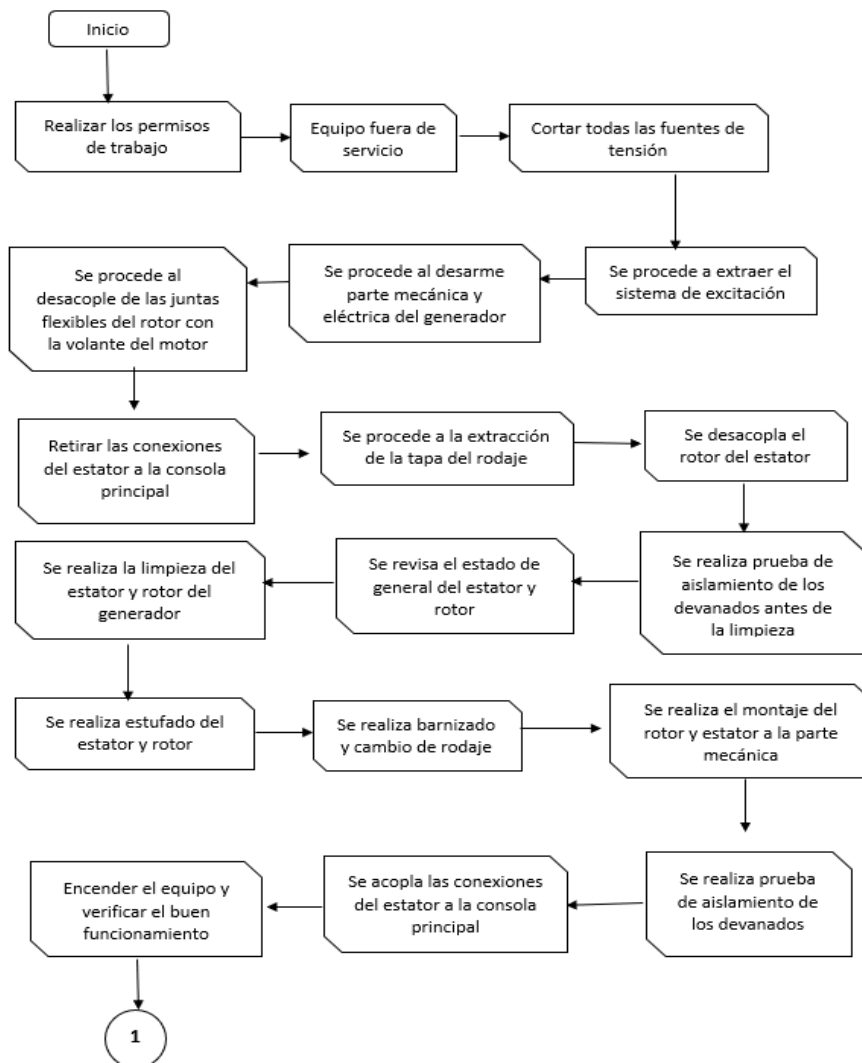 Inicio
Realizar los permisos
de trabajo
Equipo fuera de
servicio
Cortar todas las fuentes de
tensión
Se procede a extraer el
sistema de excitación
Se procede al desarme
parte mecánica y
eléctrica del generador
Se procede al
desacople de las juntas
flexibles del rotor con
la volante del motor
Retirar las conexiones
del estator a la consola
principal
Se procede a la extracción
de la tapa del rodaje
Se desacopla el
rotor del estator
Se realiza prueba de
aislamiento de los
devanados antes de
la limpieza
Se revisa el estado de
general del estator y
rotor
Se realiza la limpieza del
estator y rotor del
generador
Se realiza estufado del
estator y rotor
Se realiza barnizado
y cambio de rodaje
Se realiza el montaje del
rotor y estator a la parte
mecánica
Se realiza prueba
de aislamiento de
los devanados
Se acopla las conexiones
del estator a la consola
principal
Encender el equipo y
verificar el buen
funcionamiento
1